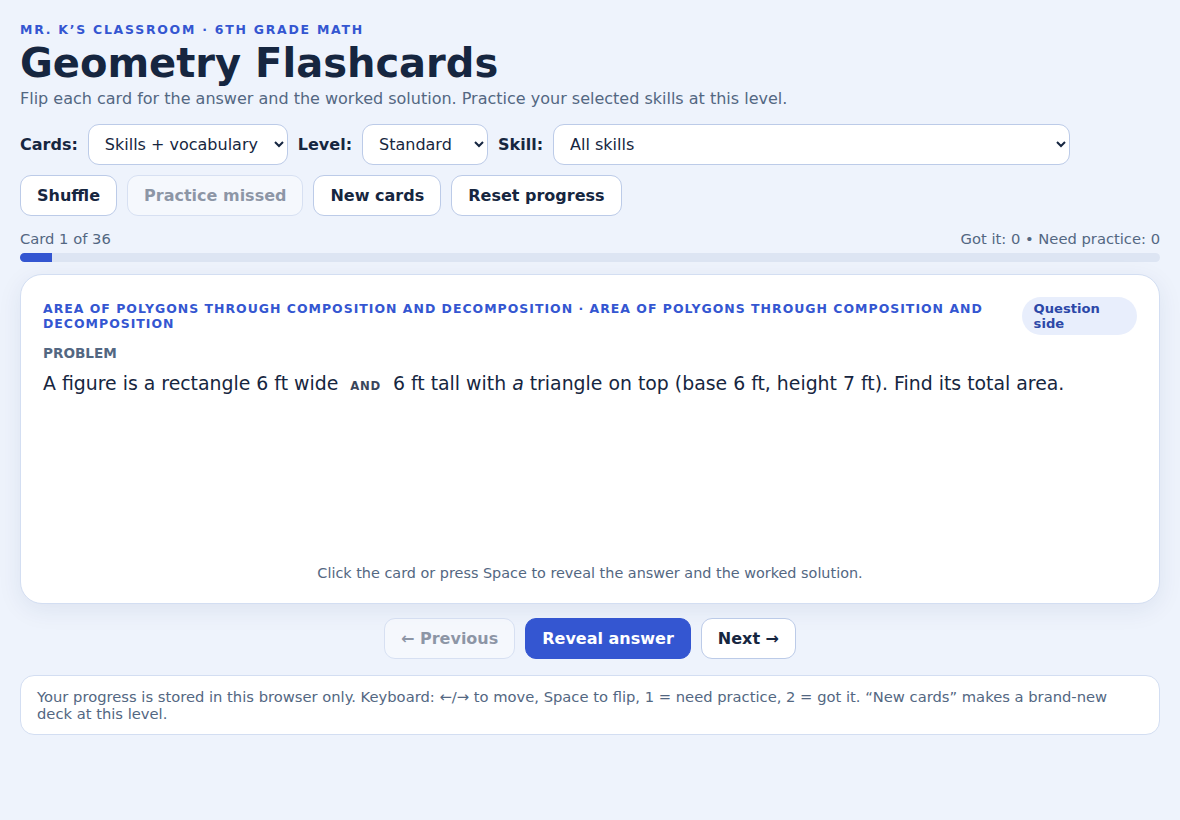 MR. K’S CLASSROOM · 6TH GRADE MATH
Geometry Flashcards
Flip each card for the answer and the worked solution. Practice your selected skills at this level.
Cards: Skills + vocabulary Level: Standard Skill: All skills
Shuffle Practice missed New cards Reset progress
Card 1 of 36 Got it: 0 • Need practice: 0
AREA OF POLYGONS THROUGH COMPOSITION AND DECOMPOSITION · AREA OF POLYGONS THROUGH COMPOSITION AND
DECOMPOSITION
Question
side
PROBLEM
A figure is a rectangle 6 ft wide AND 6 ft tall with a triangle on top (base 6 ft, height 7 ft). Find its total area.
Click the card or press Space to reveal the answer and the worked solution.
← Previous Reveal answer Next →
Your progress is stored in this browser only. Keyboard: ←/→ to move, Space to flip, 1 = need practice, 2 = got it. “New cards” makes a brand-new
deck at this level.